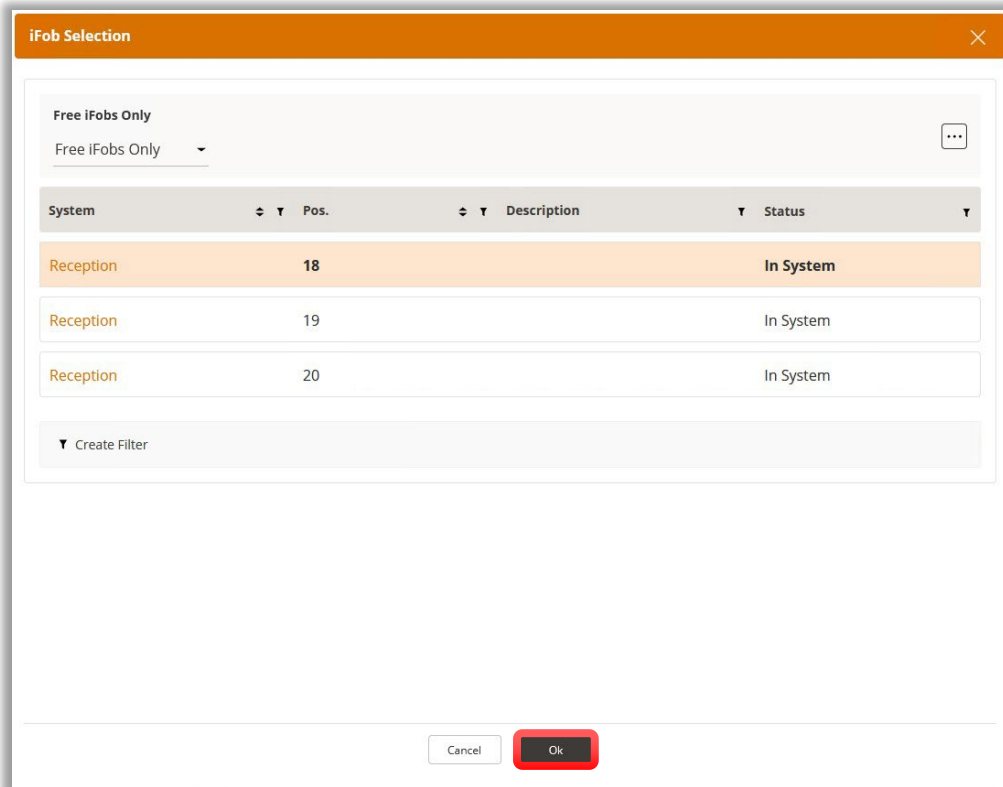 iFob Selection
Free iFobs Only
Free iFobs Only
...
System Pos. Description Status
Reception 18 In System
Reception 19 In System
Reception 20 In System
Create Filter
Cancel Ok